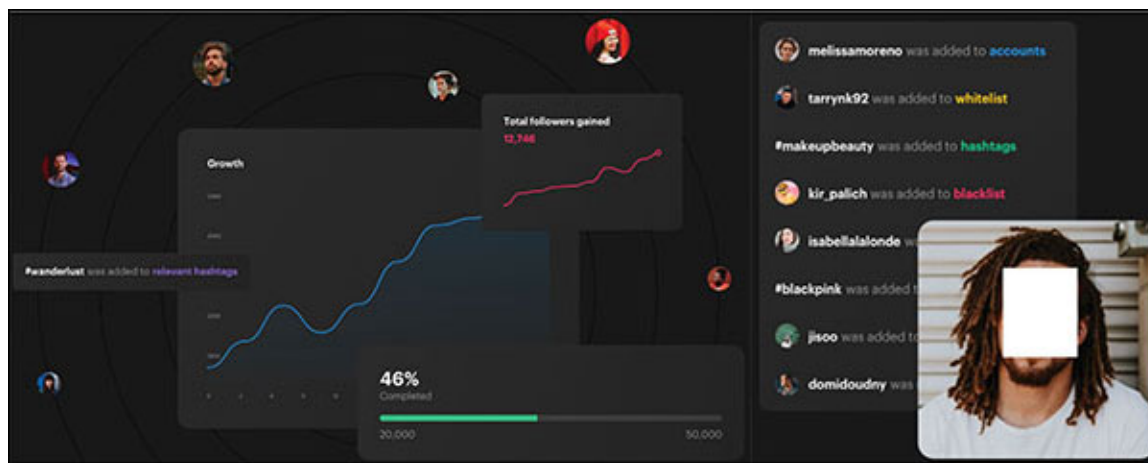 Growth
Total followers gained
12,746
#wanderlust was added to relevant hashtags
46%
Completed
20,000
50,000
melissamoreno was added to accounts
tarrynk92 was added to whitelist
#makeupbeauty was added to hashtags
kir_palich was added to blacklist
isabellalalonde
#blackpink was added
jisoo was added
domidoudny was